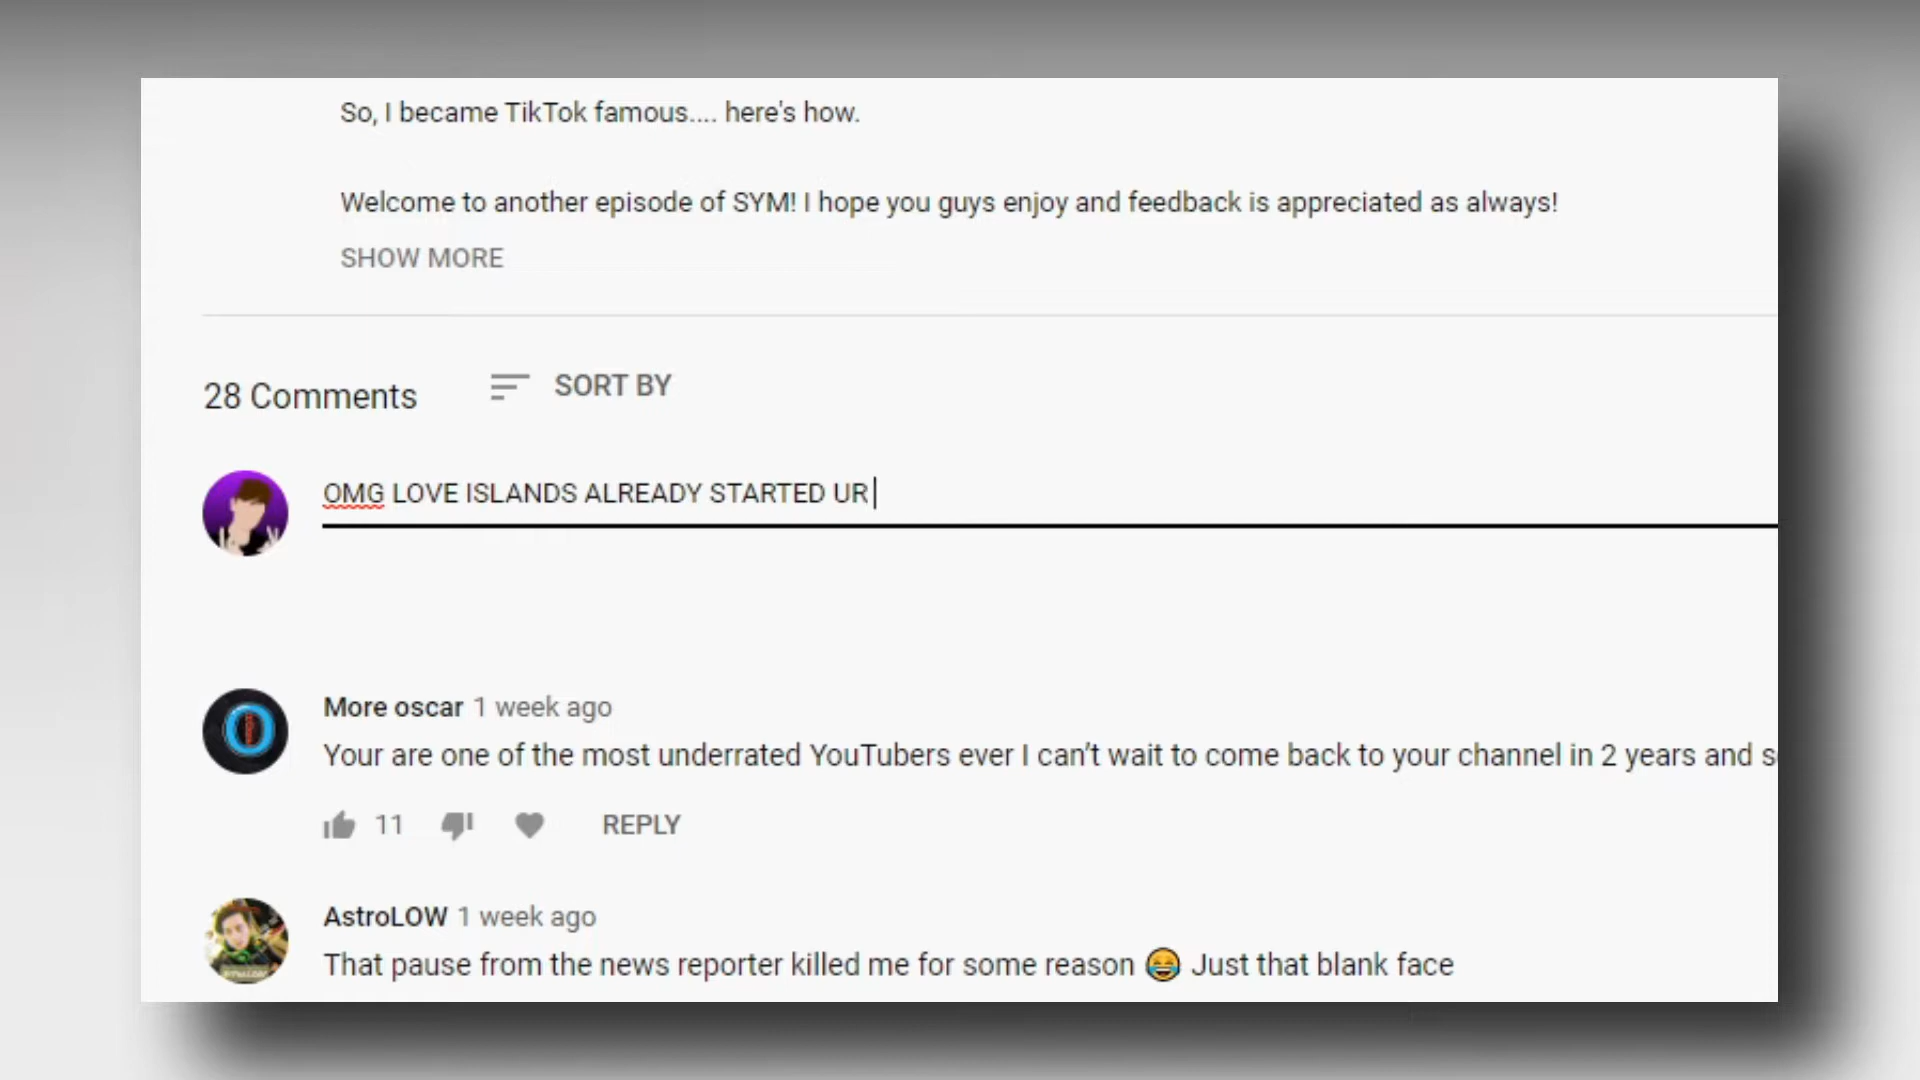 So, I became TikTok famous.... here's how.
Welcome to another episode of SYM! I hope you guys enjoy and feedback is appreciated as always!
SHOW MORE
28 Comments
SORT BY
OMG LOVE ISLANDS ALREADY STARTED UR
More oscar 1 week ago
Your are one of the most underrated YouTubers ever I can't wait to come back to your channel in 2 years and
11
REPLY
AstroLOW 1 week ago
That pause from the news reporter killed me for some reason 😂 Just that blank face